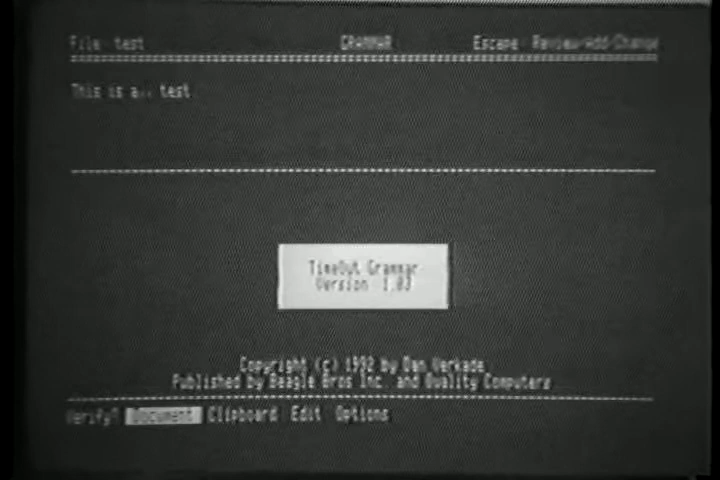 File: test GRAMMAR Escape: Review/Add/Change
This is a.. test
TimeOut Grammar
Version 1.03
Copyright (c) 1992 by Dan Verkade
Published by Beagle Bros Inc. and Quality Computers
Verify? Document Clipboard Edit Options